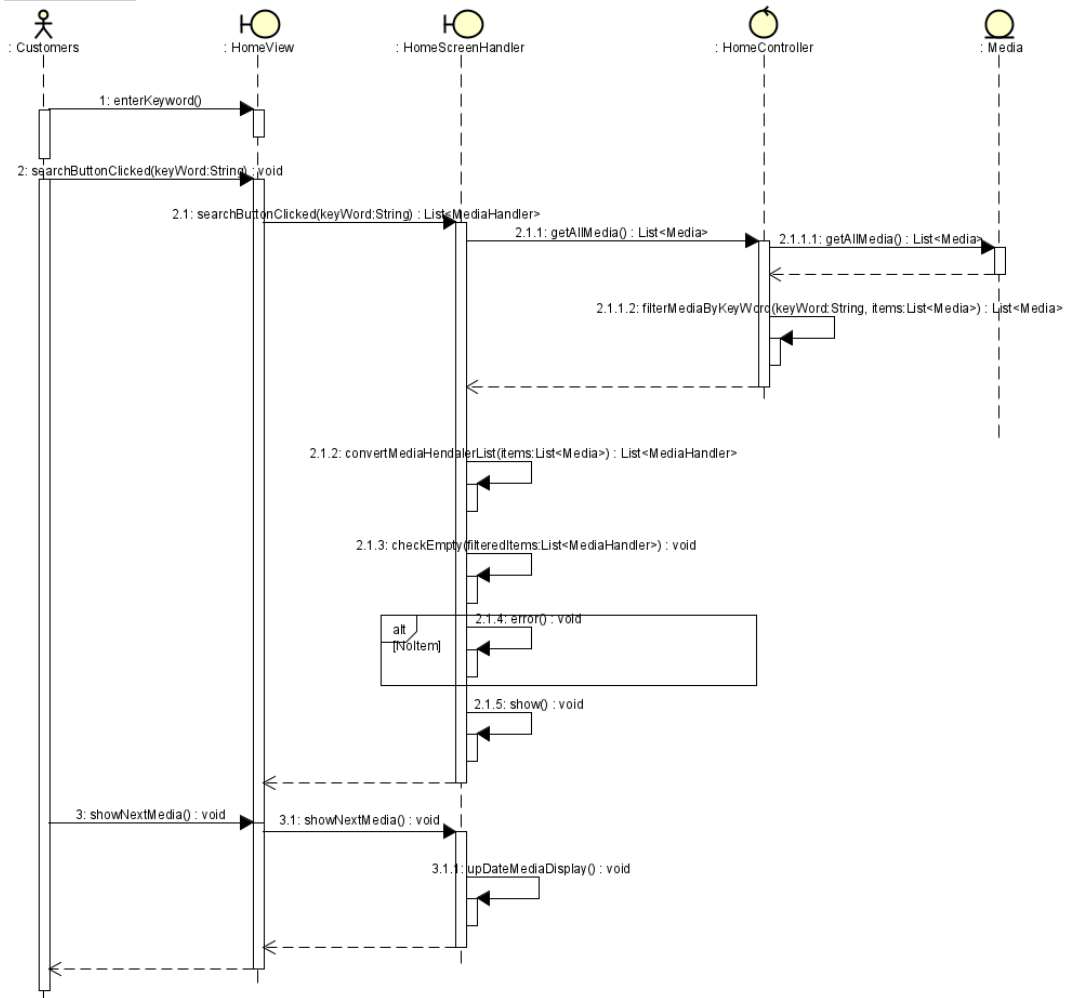 : Customers
: HomeView
: HomeScreenHandler
: HomeController
: Media
1: enterKeyword()
2: searchButtonClicked(keyWord:String) : void
2.1: searchButtonClicked(keyWord:String) : List<MediaHandler>
2.1.1: getAllMedia() : List<Media>
2.1.1.1: getAllMedia() : List<Media>
2.1.1.2: filterMediaByKeyWord(keyWord:String, items:List<Media>) : List<Media>
2.1.2: convertMediaHendalerList(items:List<Media>) : List<MediaHandler>
2.1.3: checkEmpty(filteredItems:List<MediaHandler>) : void
2.1.4: error() : void
alt
[NoItem]
2.1.5: show() : void
3: showNextMedia() : void
3.1: showNextMedia() : void
3.1.1: upDateMediaDisplay() : void